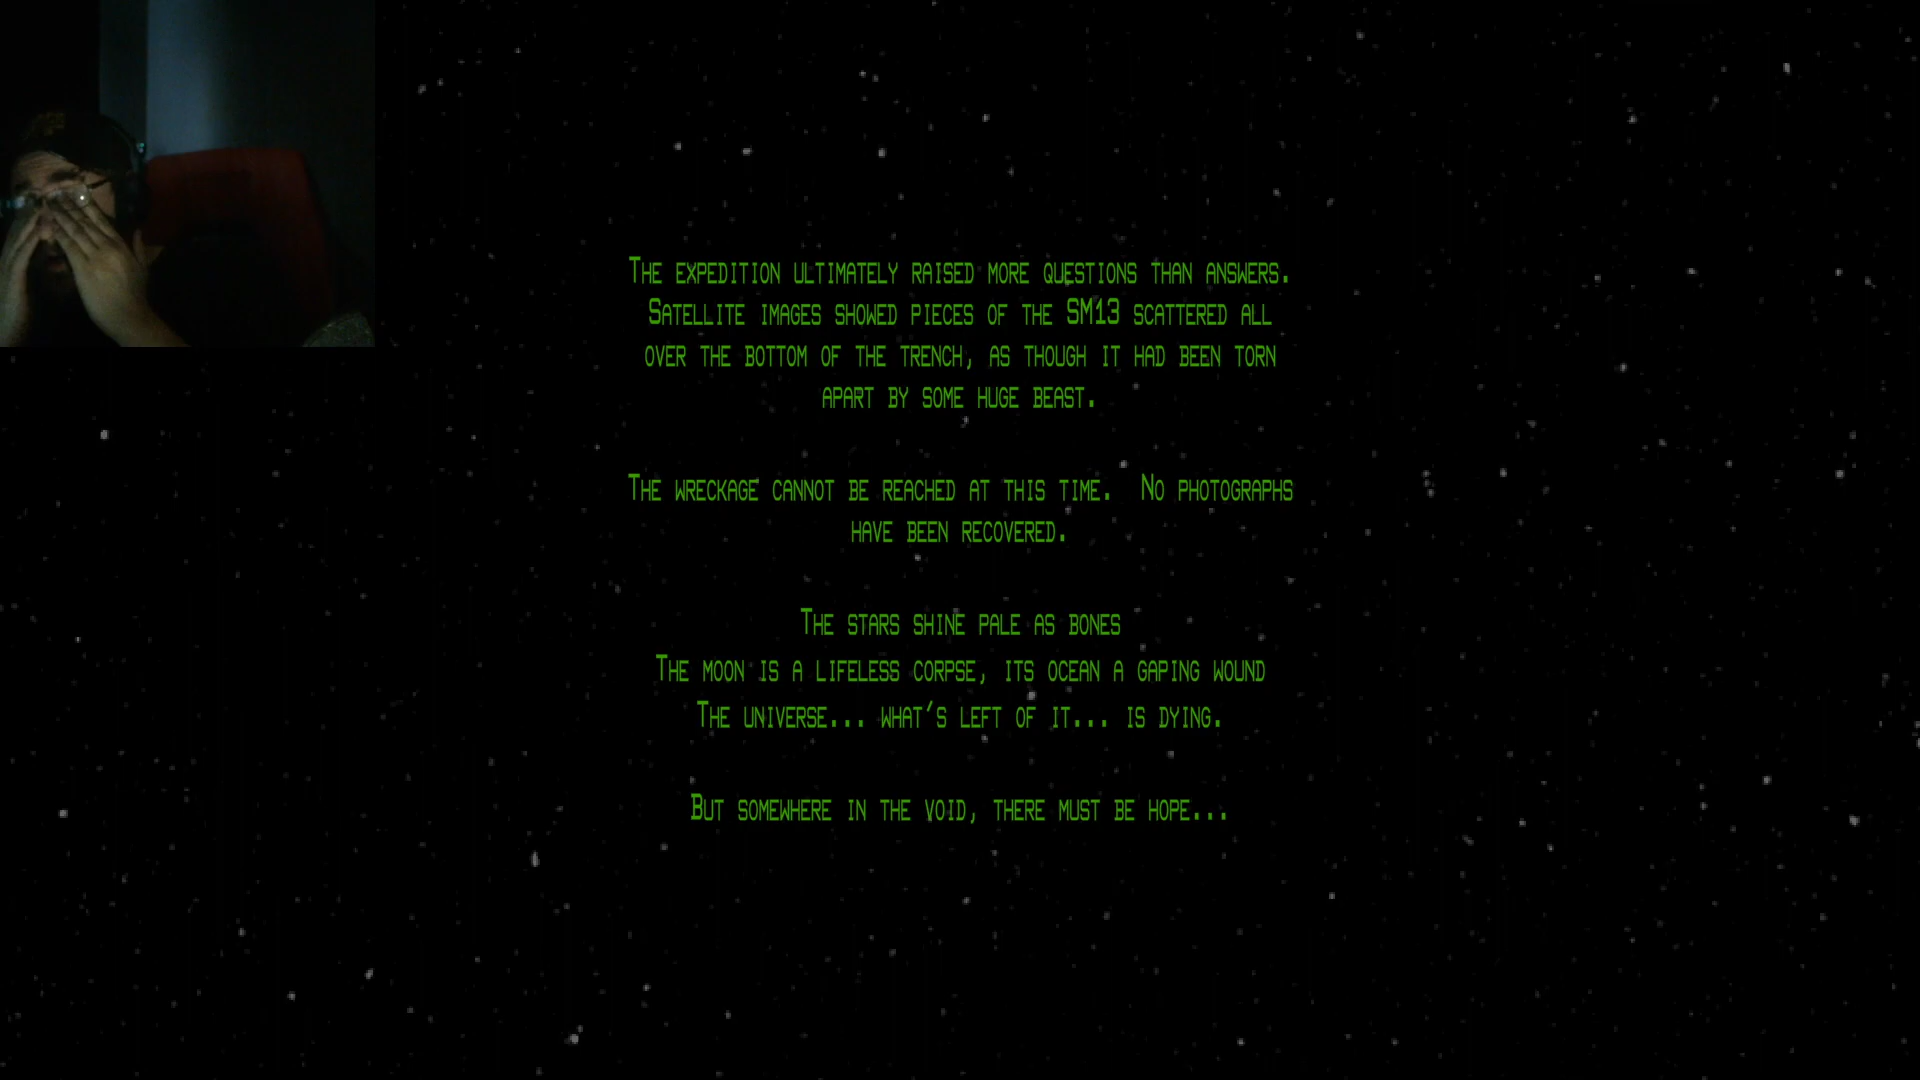 The expedition ultimately raised more questions than answers.
Satellite images showed pieces of the SM13 scattered all
over the bottom of the trench, as though it had been torn
apart by some huge beast.
The wreckage cannot be reached at this time.  No photographs
have been recovered.
The stars shine pale as bones
The moon is a lifeless corpse, its ocean a gaping wound
The universe... what's left of it... is dying.
But somewhere in the void, there must be hope...